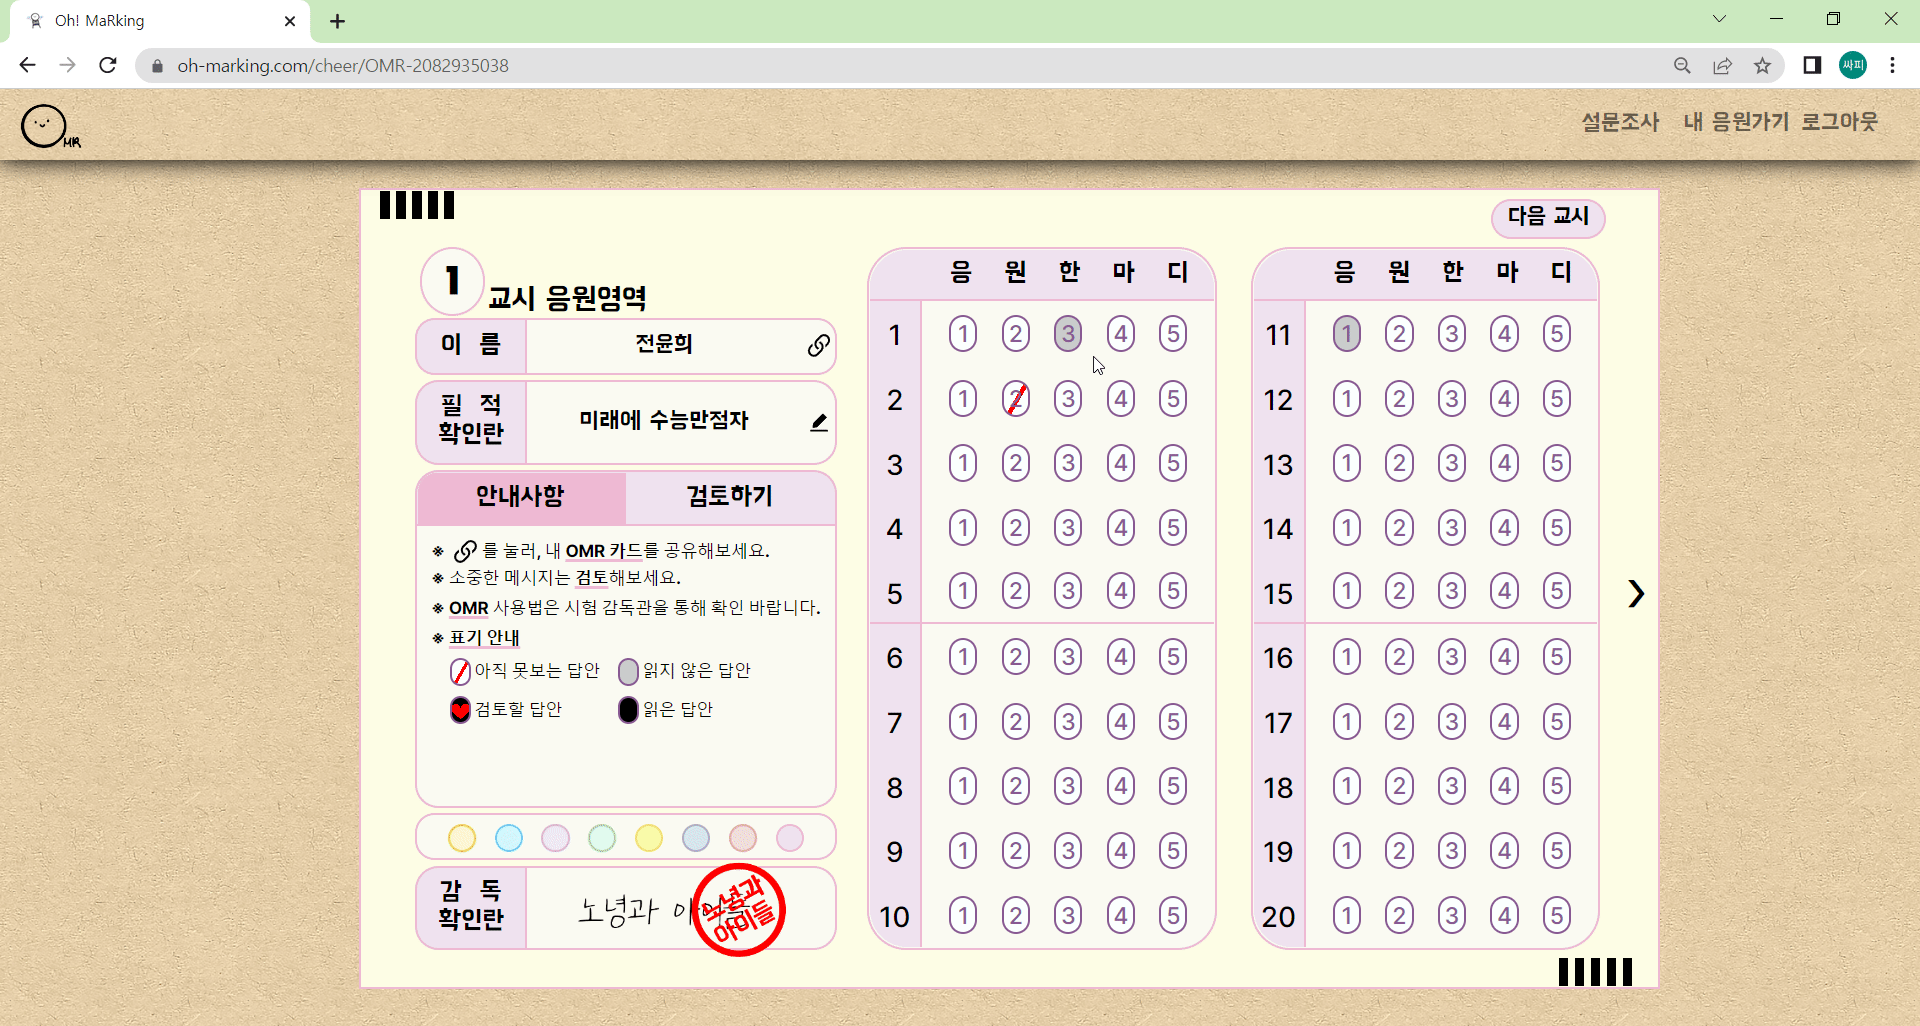 Oh! MaRking
oh-marking.com/cheer/OMR-2082935038
싸피
MR
설문조사 내 응원가기 로그아웃
다음 교시
1 교시 응원영역
이 름 전윤희
필 적 확인란 미래에 수능만점자
안내사항 검토하기
※ 를 눌러, 내 OMR 카드를 공유해보세요.
※ 소중한 메시지는 검토해보세요.
※ OMR 사용법은 시험 감독관을 통해 확인 바랍니다.
※ 표기 안내
아직 못보는 답안 읽지 않은 답안
검토할 답안 읽은 답안
감 독 확인란 노녕과
노녕과
아이들
응 원 한 마 디
1 1 2 3 4 5
2 1 2 3 4 5
3 1 2 3 4 5
4 1 2 3 4 5
5 1 2 3 4 5
6 1 2 3 4 5
7 1 2 3 4 5
8 1 2 3 4 5
9 1 2 3 4 5
10 1 2 3 4 5
응 원 한 마 디
11 1 2 3 4 5
12 1 2 3 4 5
13 1 2 3 4 5
14 1 2 3 4 5
15 1 2 3 4 5
16 1 2 3 4 5
17 1 2 3 4 5
18 1 2 3 4 5
19 1 2 3 4 5
20 1 2 3 4 5